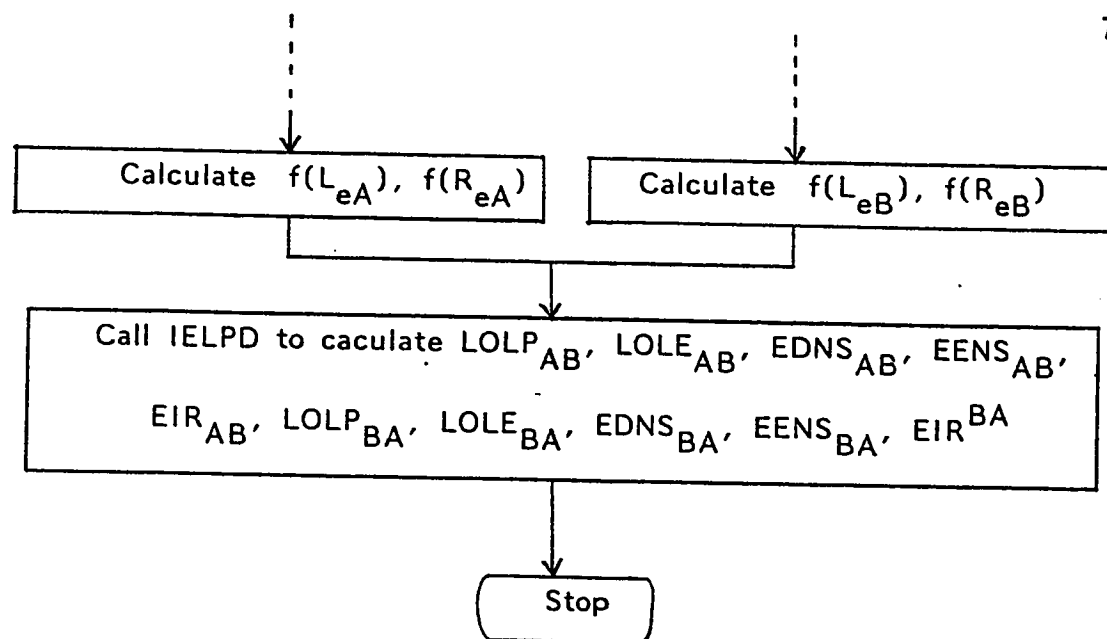 Calculate f(L_eA), f(R_eA)
Calculate f(L_eB), f(R_eB)
Call IELPD to caculate LOLP_AB, LOLE_AB, EDNS_AB, EENS_AB,
EIR_AB, LOLP_BA, LOLE_BA, EDNS_BA, EENS_BA, EIR^BA
Stop